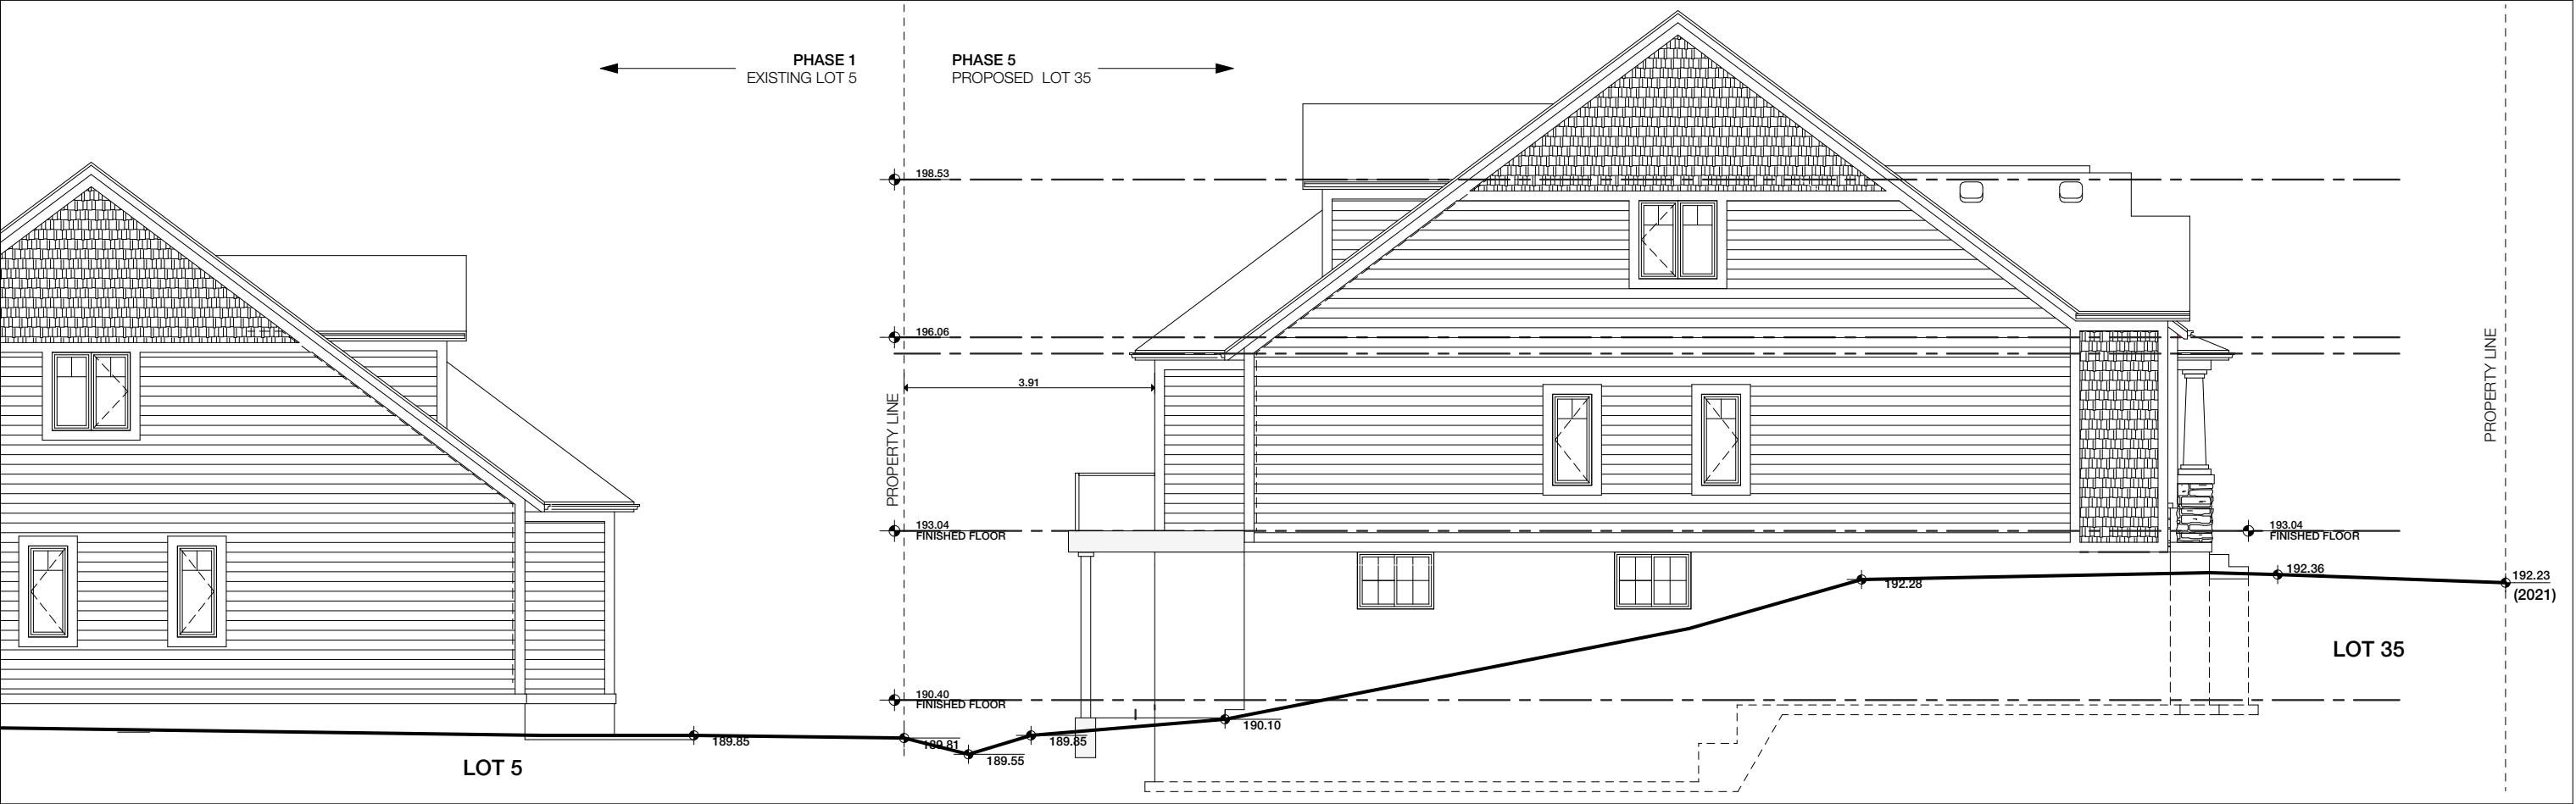 PHASE 1
EXISTING LOT 5
PHASE 5
PROPOSED LOT 35
198.53
196.06
3.91
PROPERTY LINE
PROPERTY LINE
193.04
FINISHED FLOOR
193.04
FINISHED FLOOR
192.28
192.36
192.23
(2021)
LOT 35
190.40
FINISHED FLOOR
190.10
189.85
189.81
189.85
189.55
LOT 5